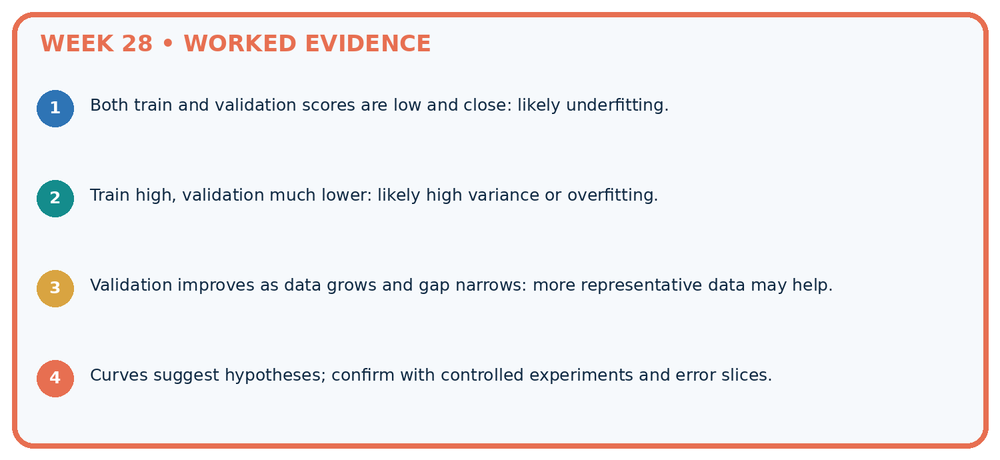 WEEK 28 • WORKED EVIDENCE
1 Both train and validation scores are low and close: likely underfitting.
2 Train high, validation much lower: likely high variance or overfitting.
3 Validation improves as data grows and gap narrows: more representative data may help.
4 Curves suggest hypotheses; confirm with controlled experiments and error slices.